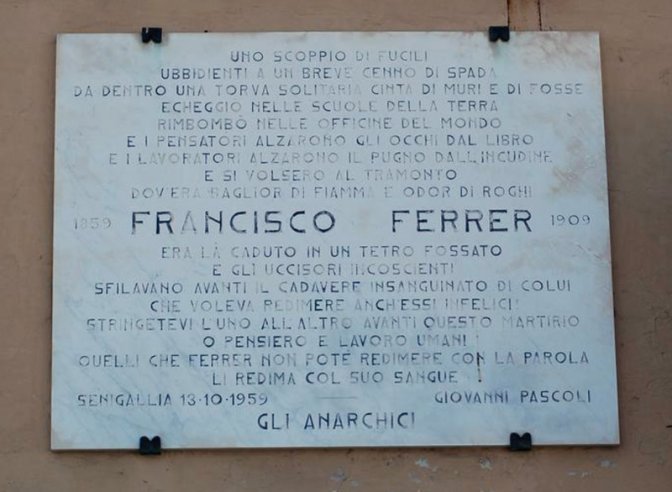 UNO SCOPPIO DI FUCILI
UBBIDIENTI A UN BREVE CENNO DI SPADA
DA DENTRO UNA TORVA SOLITARIA CINTA DI MURI E DI FOSSE
ECHEGGIÒ NELLE SCUOLE DELLA TERRA
RIMBOMBÒ NELLE OFFICINE DEL MONDO
E I PENSATORI ALZARONO GLI OCCHI DAL LIBRO
E I LAVORATORI ALZARONO IL PUGNO DALL'INCUDINE
E SI VOLSERO AL TRAMONTO
DOV'ERA BAGLIOR DI FIAMMA E ODOR DI ROGHI
1859 FRANCISCO FERRER 1909
ERA LÀ CADUTO IN UN TETRO FOSSATO
E GLI UCCISORI INCOSCIENTI
SFILAVANO AVANTI IL CADAVERE INSANGUINATO DI COLUI
CHE VOLEVA REDIMERE ANCH'ESSI INFELICI!
STRINGETEVI L'UNO ALL'ALTRO AVANTI QUESTO MARTIRIO
O PENSIERO E LAVORO UMANI!
QUELLI CHE FERRER NON POTÉ REDIMERE CON LA PAROLA
LI REDIMA COL SUO SANGUE
SENIGALLIA 13·10·1959 GIOVANNI PASCOLI
GLI ANARCHICI